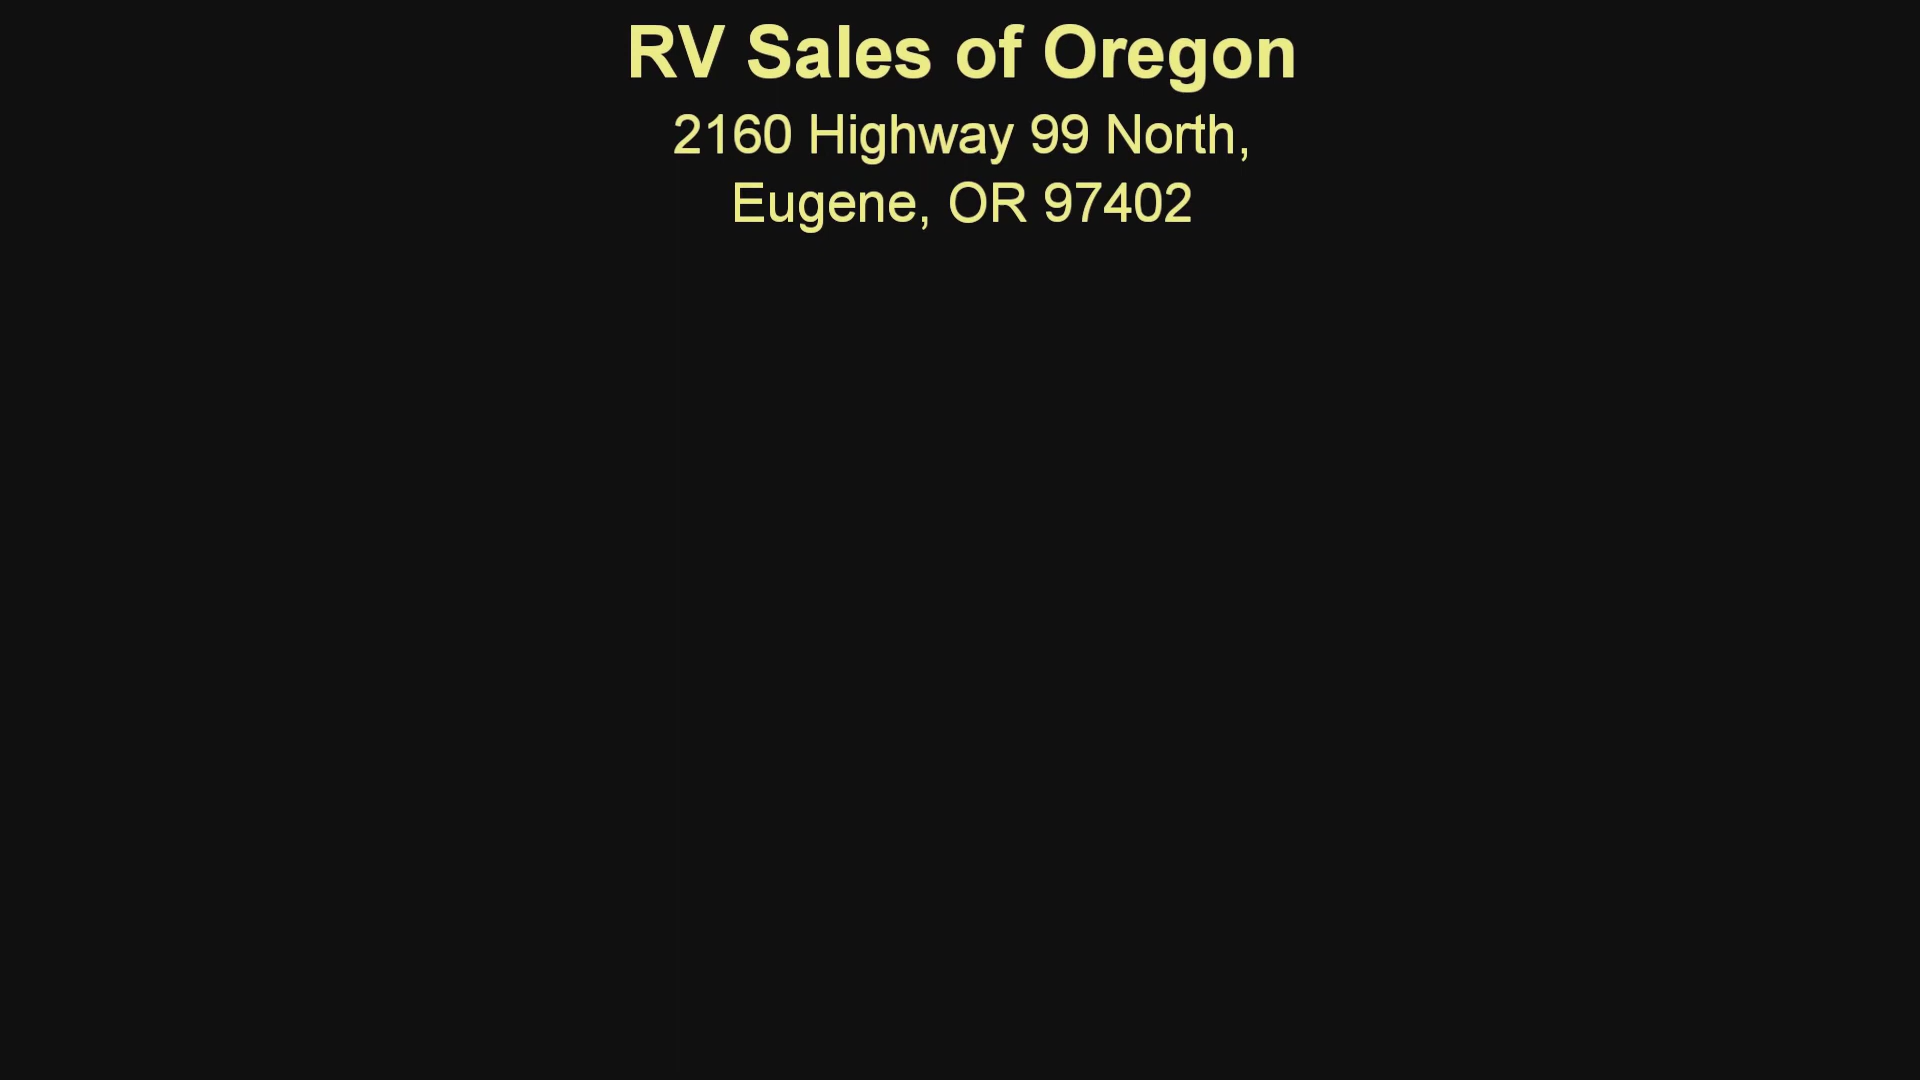 RV Sales of Oregon
2160 Highway 99 North,
Eugene, OR 97402